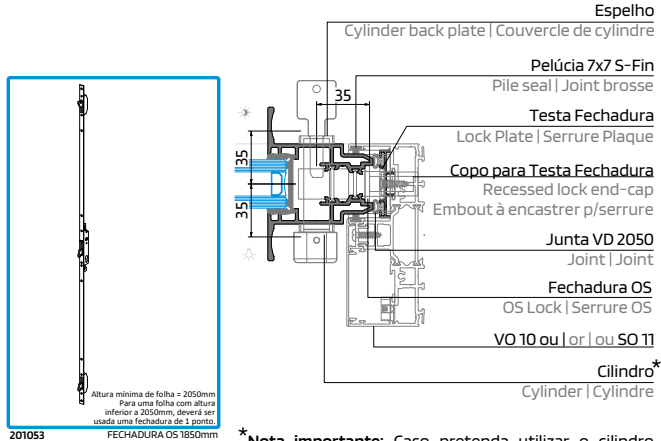 Espelho
Cylinder back plate | Couvercle de cylindre
Pelúcia 7x7 S-Fin
Pile seal | Joint brosse
35
Testa Fechadura
Lock Plate | Serrure Plaque
35
Copo para Testa Fechadura
Recessed lock end-cap
Embout à encastrer p/serrure
35
Junta VD 2050
Joint | Joint
Fechadura OS
OS Lock | Serrure OS
VO 10 ou | or | ou SO 11
Cilindro*
Cylinder | Cylindre
Altura mínima de folha = 2050mm
Para uma folha com altura
inferior a 2050mm, deverá ser
usada uma fechadura de 1 ponto.
201053 FECHADURA OS 1850mm
*Nota importante: Caso pretenda utilizar o cilindro